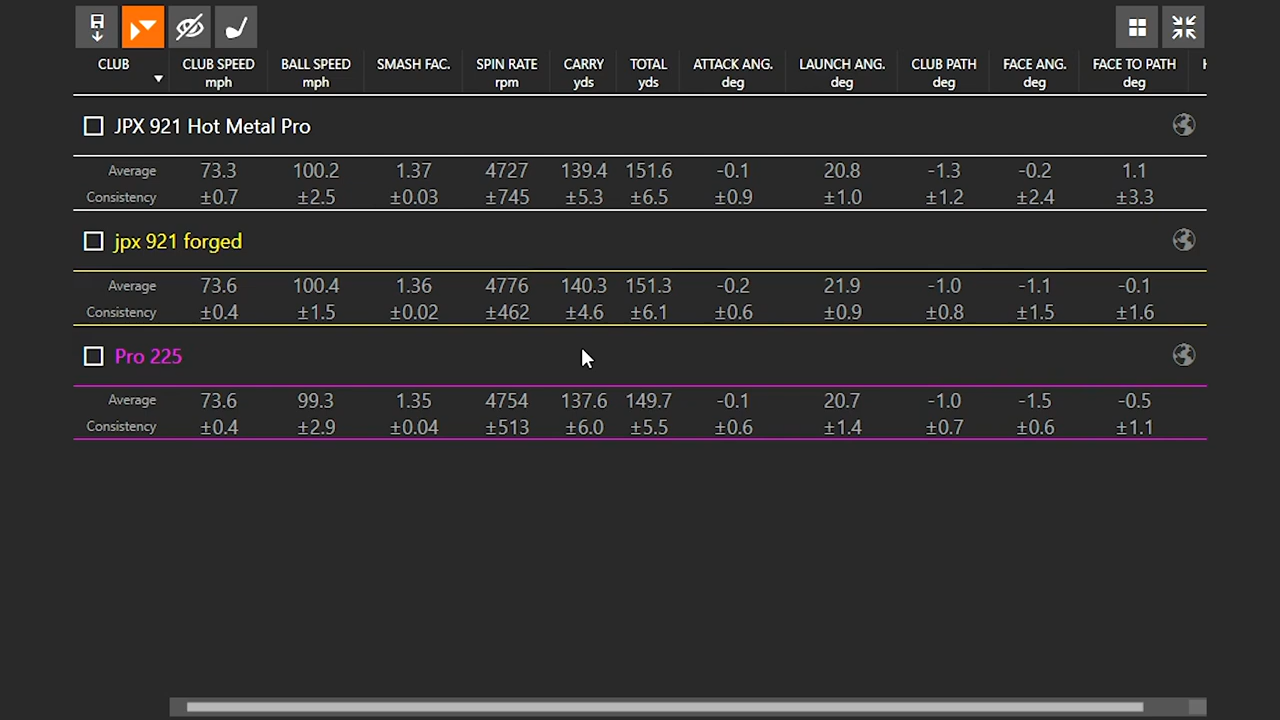 CLUB CLUB SPEED BALL SPEED SMASH FAC. SPIN RATE CARRY TOTAL ATTACK ANG. LAUNCH ANG. CLUB PATH FACE ANG. FACE TO PATH
mph mph rpm yds yds deg deg deg deg deg
JPX 921 Hot Metal Pro
Average 73.3 100.2 1.37 4727 139.4 151.6 -0.1 20.8 -1.3 -0.2 1.1
Consistency ±0.7 ±2.5 ±0.03 ±745 ±5.3 ±6.5 ±0.9 ±1.0 ±1.2 ±2.4 ±3.3
jpx 921 forged
Average 73.6 100.4 1.36 4776 140.3 151.3 -0.2 21.9 -1.0 -1.1 -0.1
Consistency ±0.4 ±1.5 ±0.02 ±462 ±4.6 ±6.1 ±0.6 ±0.9 ±0.8 ±1.5 ±1.6
Pro 225
Average 73.6 99.3 1.35 4754 137.6 149.7 -0.1 20.7 -1.0 -1.5 -0.5
Consistency ±0.4 ±2.9 ±0.04 ±513 ±6.0 ±5.5 ±0.6 ±1.4 ±0.7 ±0.6 ±1.1